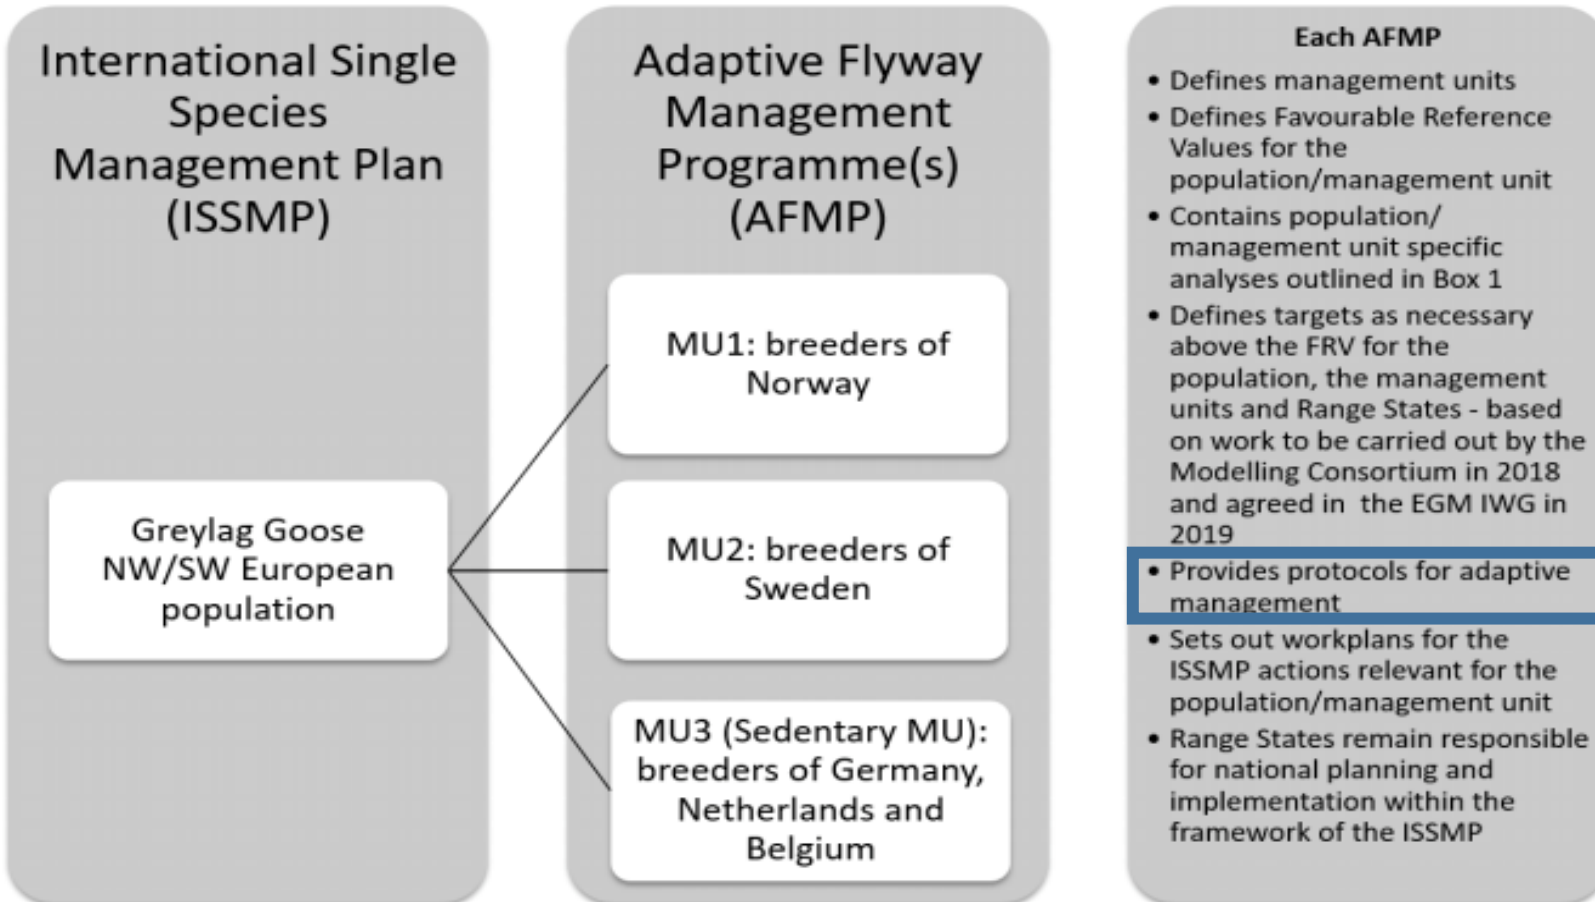 International Single
Species
Management Plan
(ISSMP)
Greylag Goose
NW/SW European
population
Adaptive Flyway
Management
Programme(s)
(AFMP)
MU1: breeders of
Norway
MU2: breeders of
Sweden
MU3 (Sedentary MU):
breeders of Germany,
Netherlands and
Belgium
Each AFMP
• Defines management units
• Defines Favourable Reference
Values for the
population/management unit
• Contains population/
management unit specific
analyses outlined in Box 1
• Defines targets as necessary
above the FRV for the
population, the management
units and Range States - based
on work to be carried out by the
Modelling Consortium in 2018
and agreed in the EGM IWG in
2019
• Provides protocols for adaptive
management
• Sets out workplans for the
ISSMP actions relevant for the
population/management unit
• Range States remain responsible
for national planning and
implementation within the
framework of the ISSMP